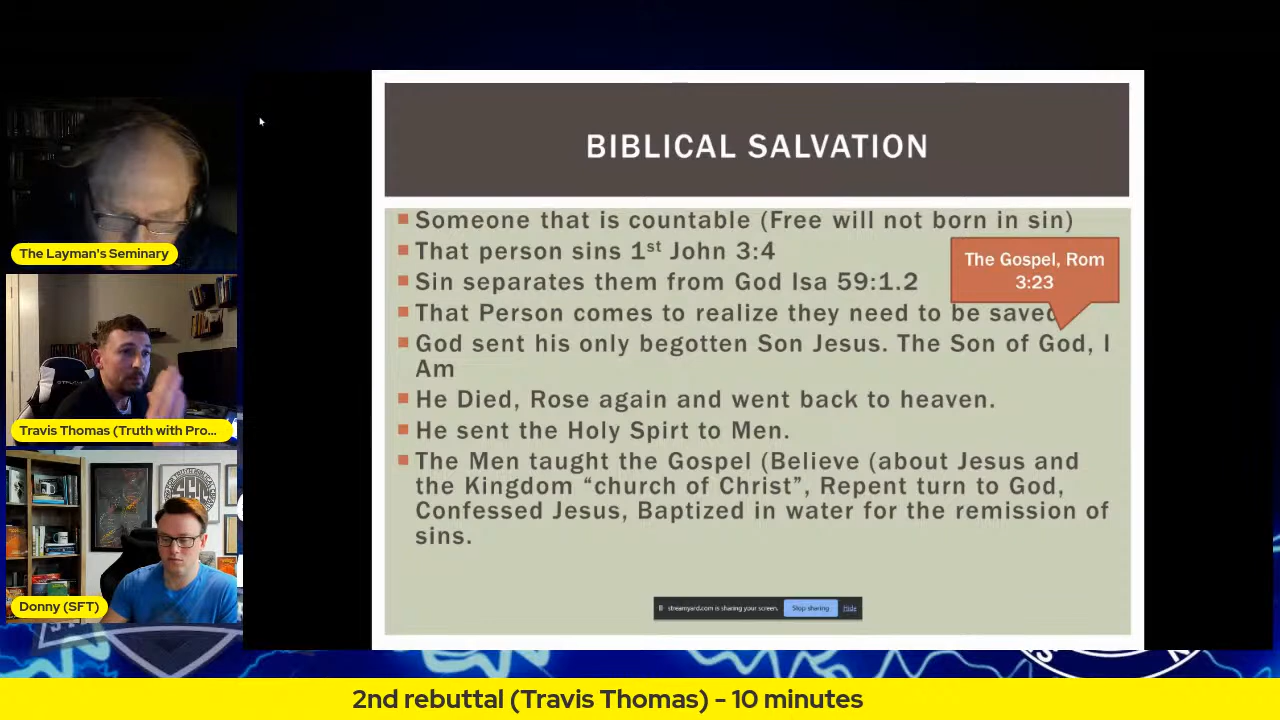 BIBLICAL SALVATION
Someone that is countable (Free will not born in sin)
That person sins 1st John 3:4
Sin separates them from God Isa 59:1.2
The Gospel, Rom
3:23
That Person comes to realize they need to be saved
God sent his only begotten Son Jesus. The Son of God, I
Am
He Died, Rose again and went back to heaven.
He sent the Holy Spirt to Men.
The Men taught the Gospel (Believe (about Jesus and
the Kingdom “church of Christ”, Repent turn to God,
Confessed Jesus, Baptized in water for the remission of
sins.
streamyard.com is sharing your screen.
Stop sharing
Hide
The Layman's Seminary
Travis Thomas (Truth with Pro...
Donny (SFT)
2nd rebuttal (Travis Thomas) - 10 minutes